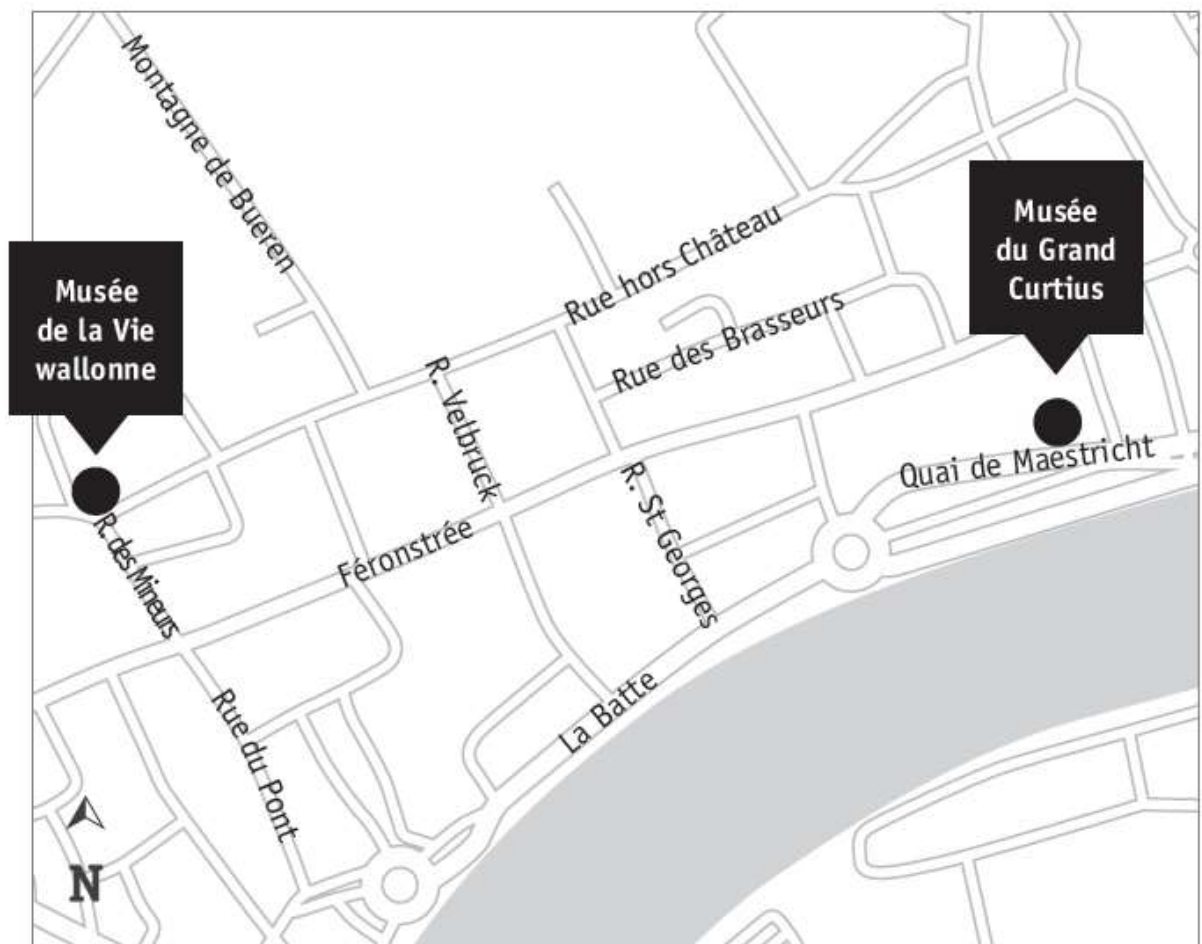 Montagne de Bueren
Musée
du Grand
Curtius
Rue hors Château
Musée
de la Vie
wallonne
Rue des Brasseurs
R. Velbruck
Quai de Maestricht
R. St Georges
Féronstrée
R. des Mineurs
La Batte
Rue du Pont
N